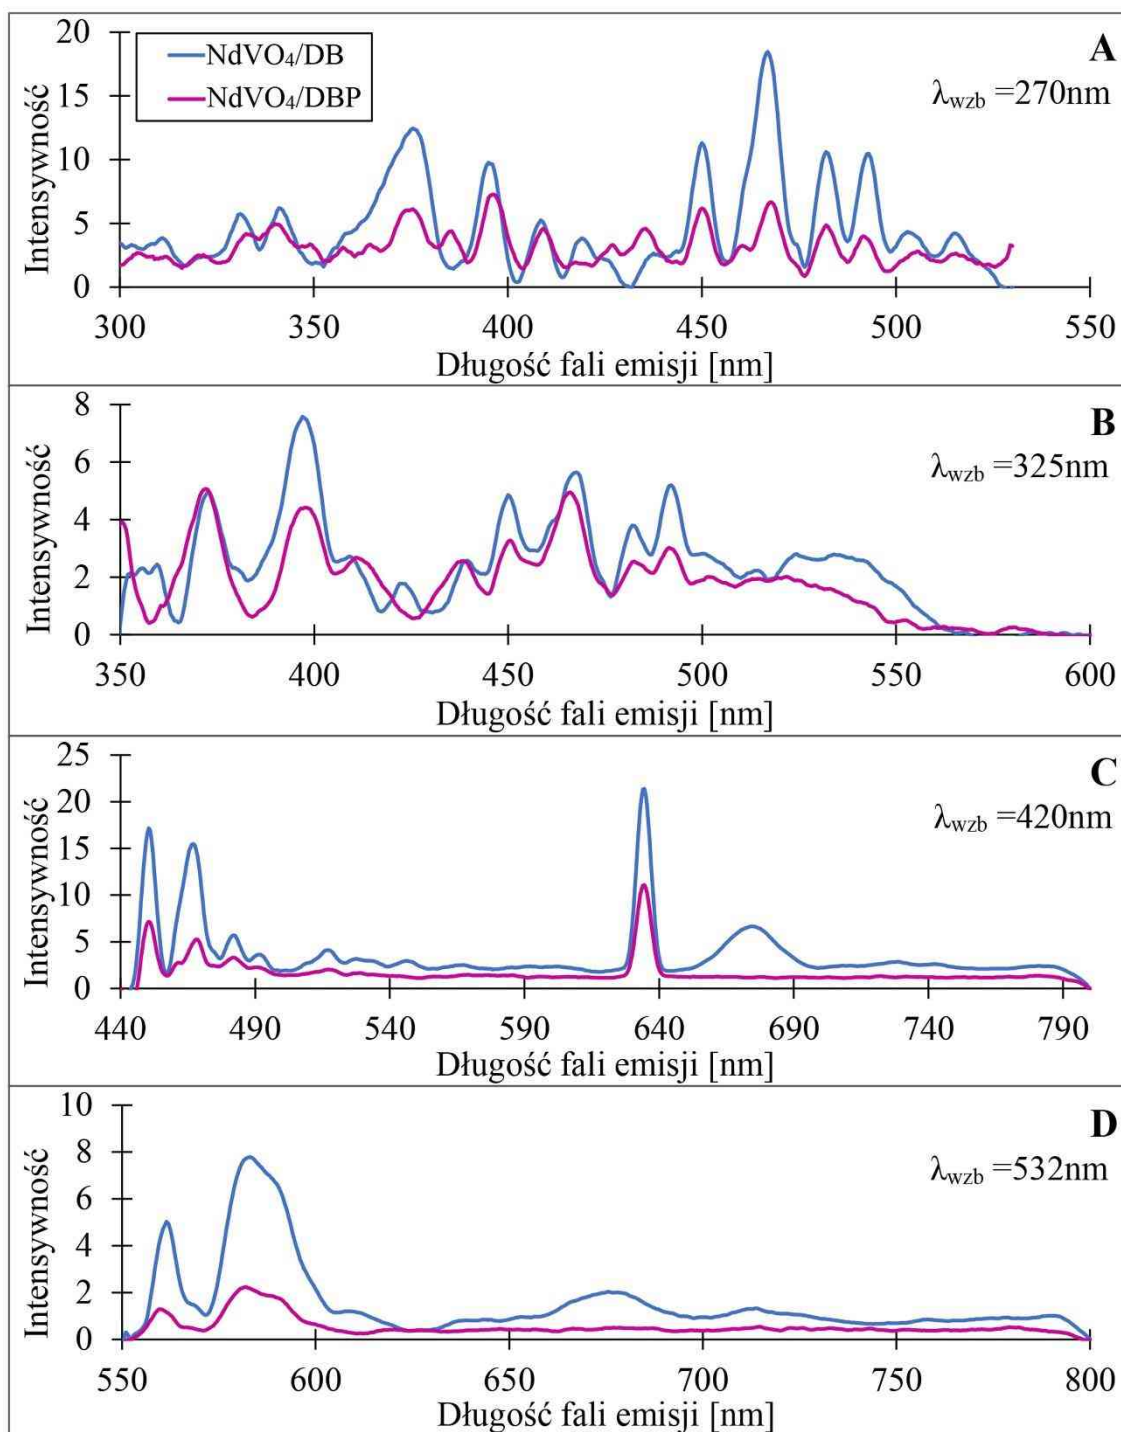 A
λwzb =270nm
NdVO4/DB
NdVO4/DBP
Intensywność
20
15
10
5
0
300 350 400 450 500 550
Długość fali emisji [nm]
B
λwzb =325nm
Intensywność
8
6
4
2
0
350 400 450 500 550 600
Długość fali emisji [nm]
C
λwzb =420nm
Intensywność
25
20
15
10
5
0
440 490 540 590 640 690 740 790
Długość fali emisji [nm]
D
λwzb =532nm
Intensywność
10
8
6
4
2
0
550 600 650 700 750 800
Długość fali emisji [nm]